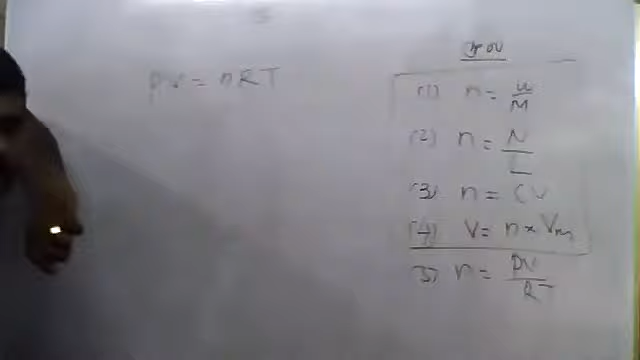 PV = nRT
(1) n = w/M
(2) n = N/L
(3) n = CV
(4) V = n × Vm
(5) n = PV/RT